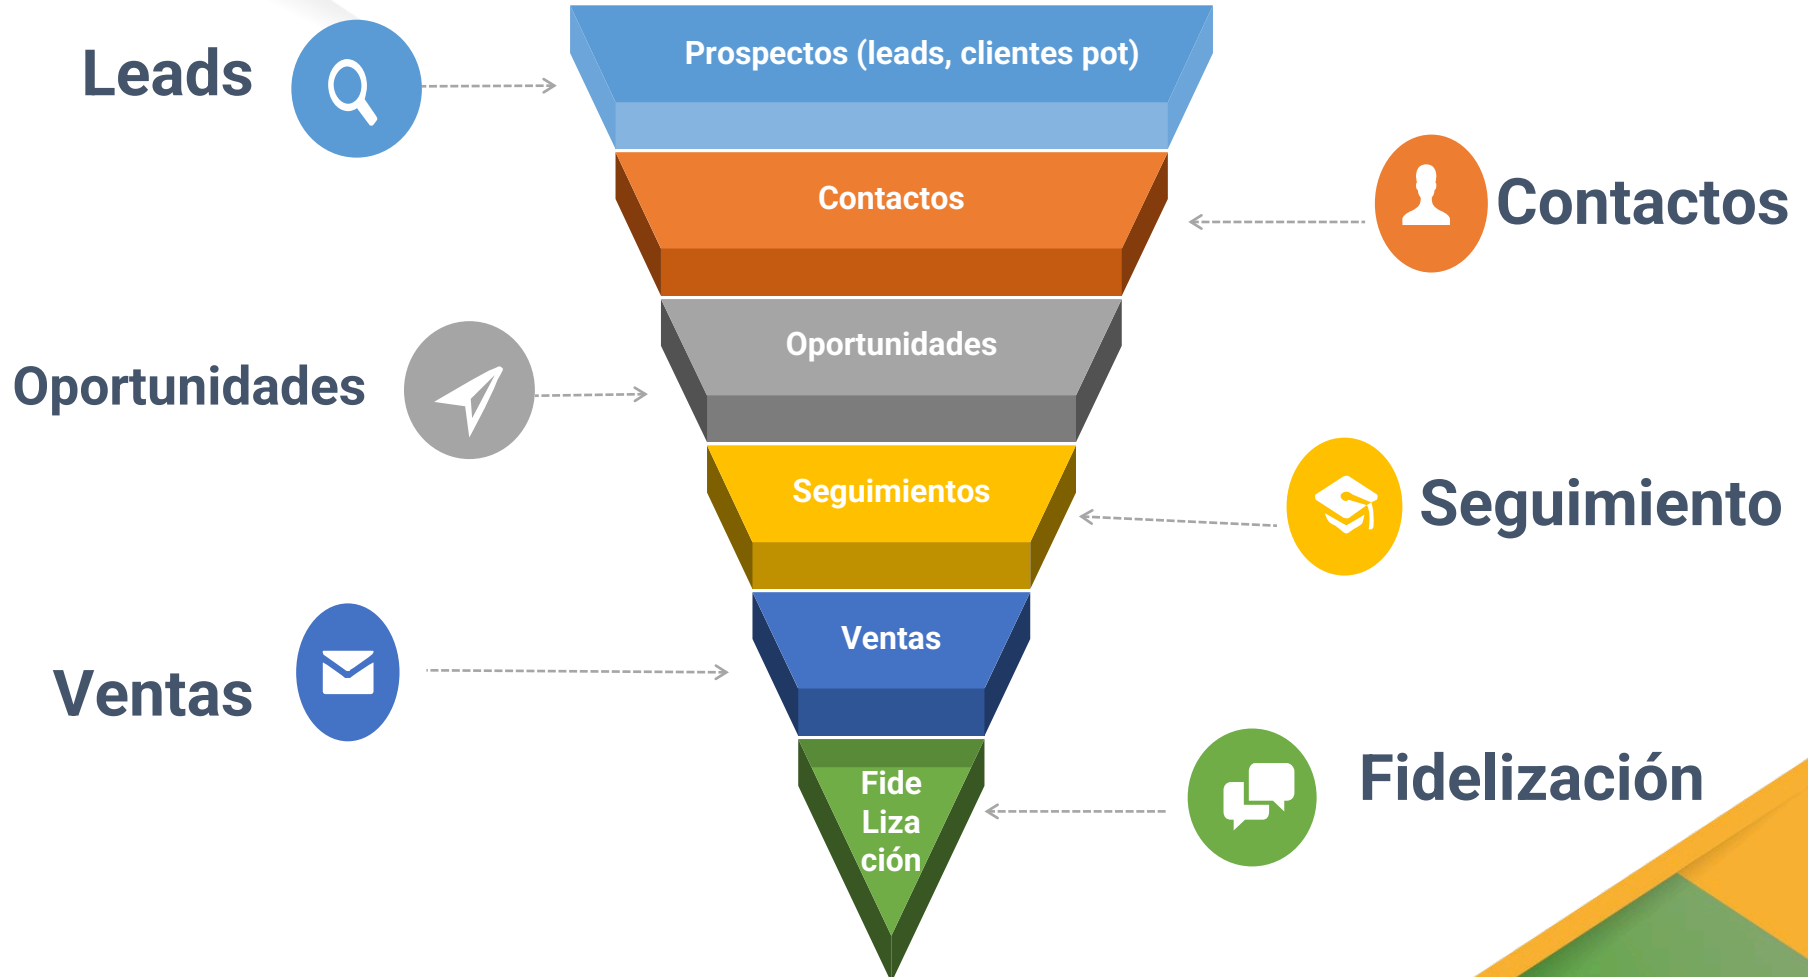 Leads
Prospectos (leads, clientes pot)
Contactos
Contactos
Oportunidades
Oportunidades
Seguimientos
Seguimiento
Ventas
Ventas
Fide
Liza
ción
Fidelización